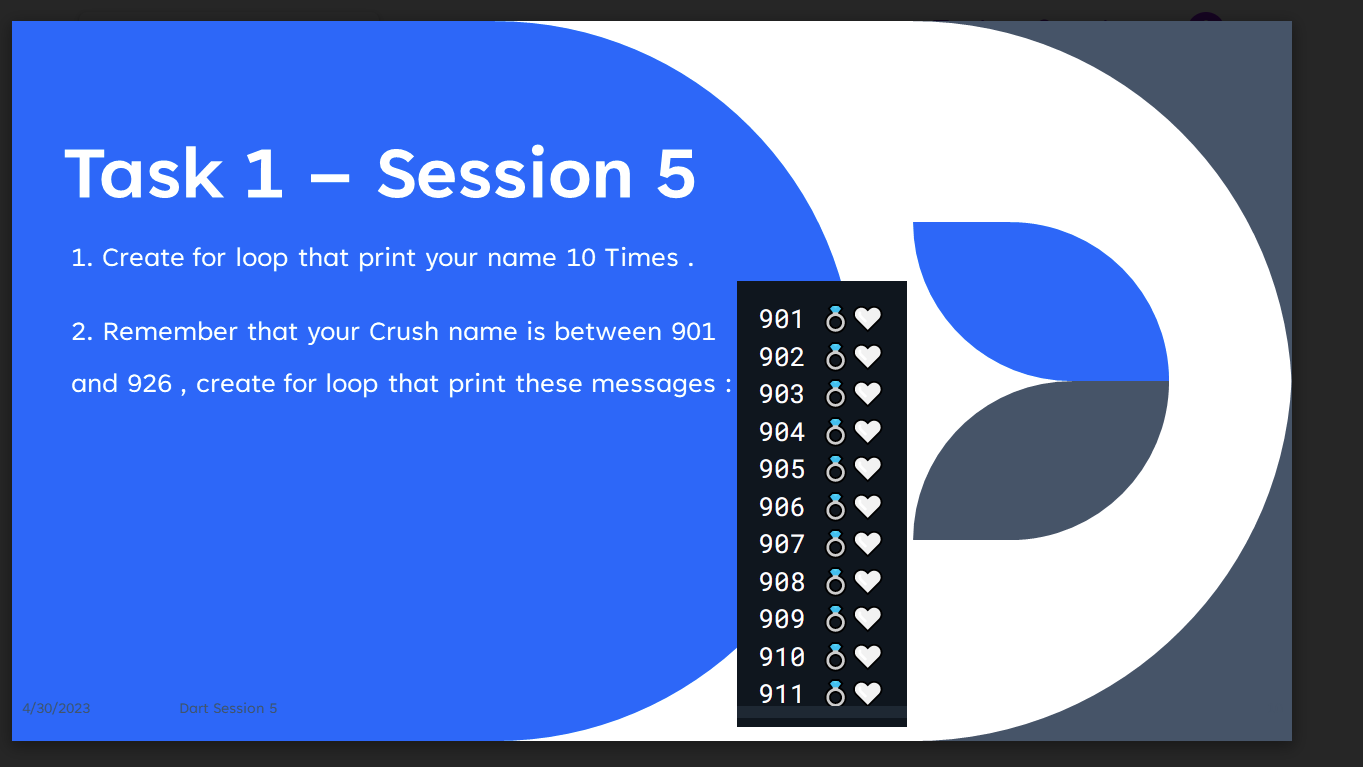 Task 1 – Session 5
1. Create for loop that print your name 10 Times .
2. Remember that your Crush name is between 901
and 926 , create for loop that print these messages :
901 💍🤍
902 💍🤍
903 💍🤍
904 💍🤍
905 💍🤍
906 💍🤍
907 💍🤍
908 💍🤍
909 💍🤍
910 💍🤍
911 💍🤍
4/30/2023 Dart Session 5